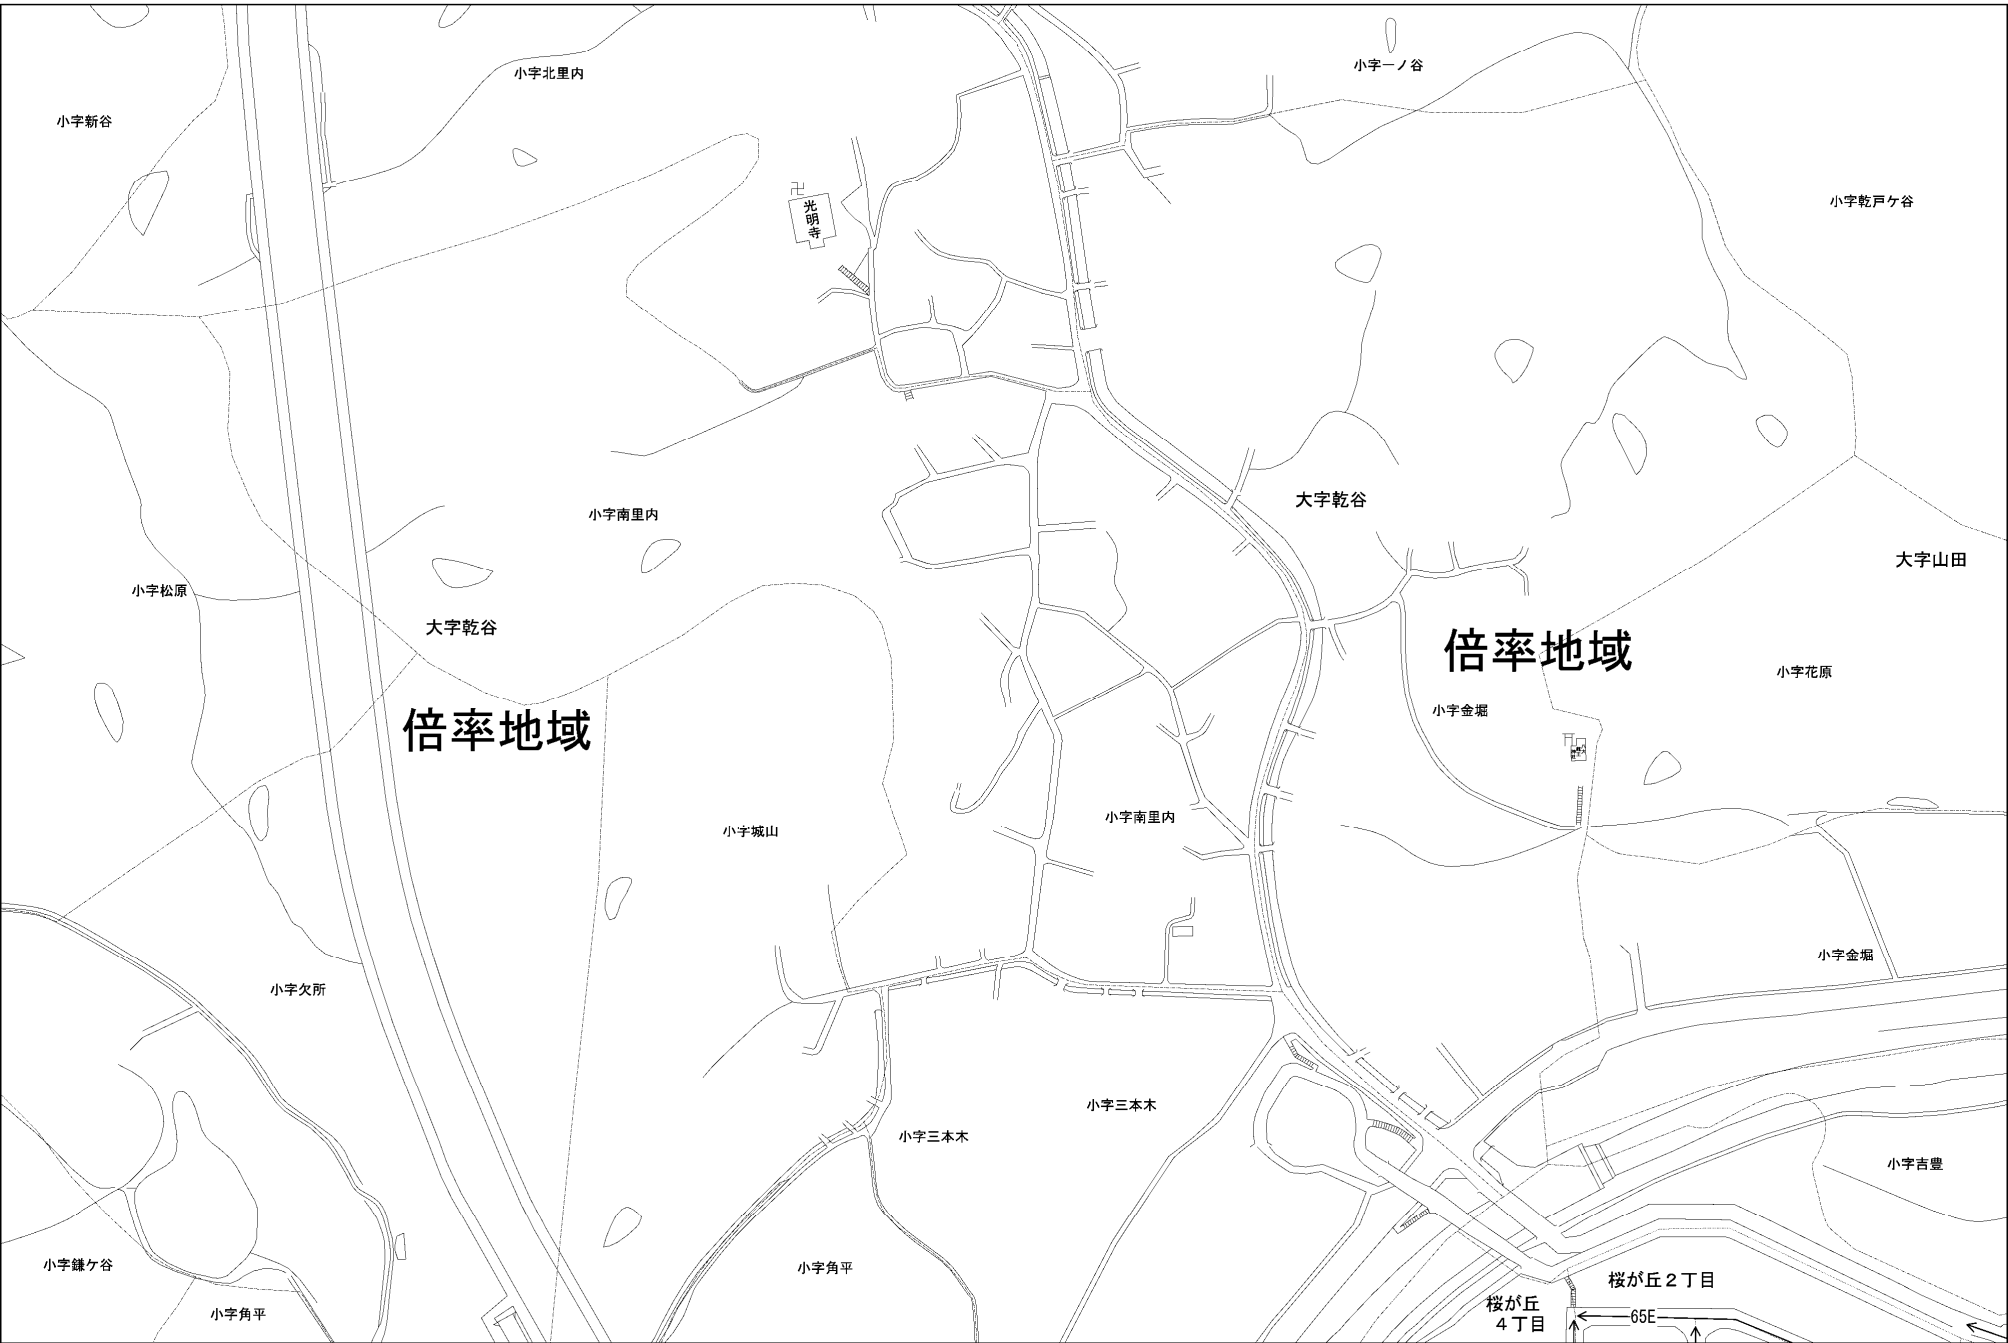 小字北里内
小字一ノ谷
小字新谷
小字乾戸ケ谷
光明寺
大字乾谷
小字南里内
大字山田
小字松原
大字乾谷
倍率地域
小字花原
小字金堀
倍率地域
小字南里内
小字城山
小字金堀
小字欠所
小字三本木
小字三本木
小字吉豊
小字鎌ケ谷
小字角平
桜が丘2丁目
小字角平
桜が丘
4丁目
65E